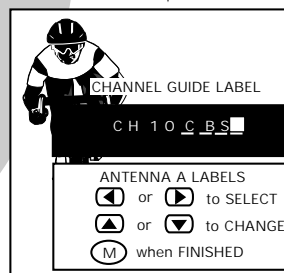 CHANNEL GUIDE LABEL
CH 10 CBS
ANTENNA A LABELS
or to SELECT
or to CHANGE
M when FINISHED